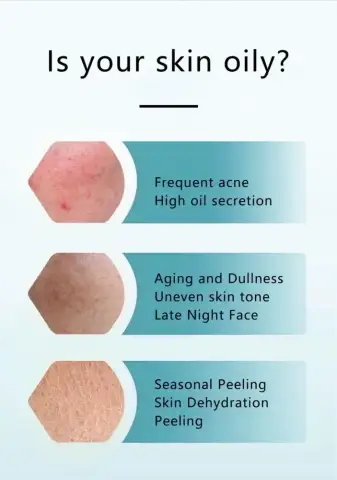 Is your skin oily?
Frequent acne
High oil secretion
Aging and Dullness
Uneven skin tone
Late Night Face
Seasonal Peeling
Skin Dehydration
Peeling